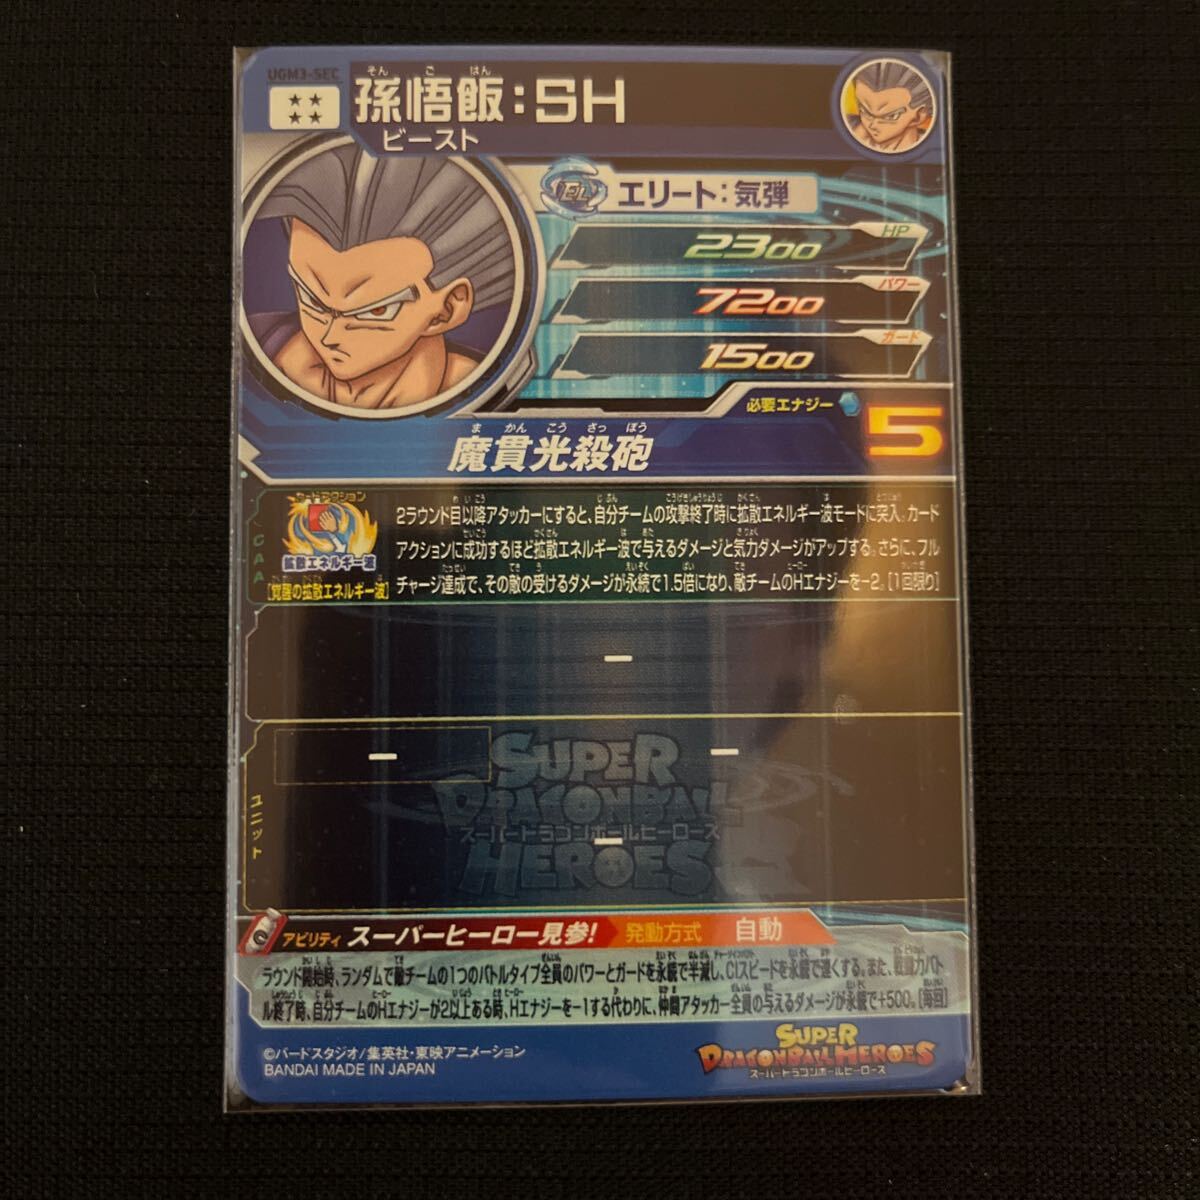 UGM3-SEC
そん ご はん
孫悟飯:SH
ビースト
EL
エリート:気弾
HP
2300
パワー
7200
ガード
1500
必要エナジー
5
ま かん こう さっ ぽう
魔貫光殺砲
CAA
カードアクション
拡散エネルギー波
[覚醒の拡散エネルギー波]
2ラウンド目以降アタッカーにすると、自分チームの攻撃終了時に拡散エネルギー波モードに突入。カード
アクションに成功するほど拡散エネルギー波で与えるダメージと気力ダメージがアップする。さらに、フル
チャージ達成で、その敵の受けるダメージが永続で1.5倍になり、敵チームのHエナジーを-2。[1回限り]
ー
ー
ー
ー
ユニット
SUPER
DRAGONBALL
スーパードラゴンボールヒーローズ
HEROES
アビリティ スーパーヒーロー見参! 発動方式 自動
ラウンド開始時、ランダムで敵チームの1つのバトルタイプ全員のパワーとガードを永続で半減し、CIスピードを永続で速くする。また、戦闘力バト
ル終了時、自分チームのHエナジーが2以上ある時、Hエナジーを-1する代わりに、仲間アタッカー全員の与えるダメージが永続で+500。[毎回]
©バードスタジオ/集英社・東映アニメーション
BANDAI MADE IN JAPAN
SUPER
DRAGONBALL HEROES
スーパードラゴンボールヒーローズ